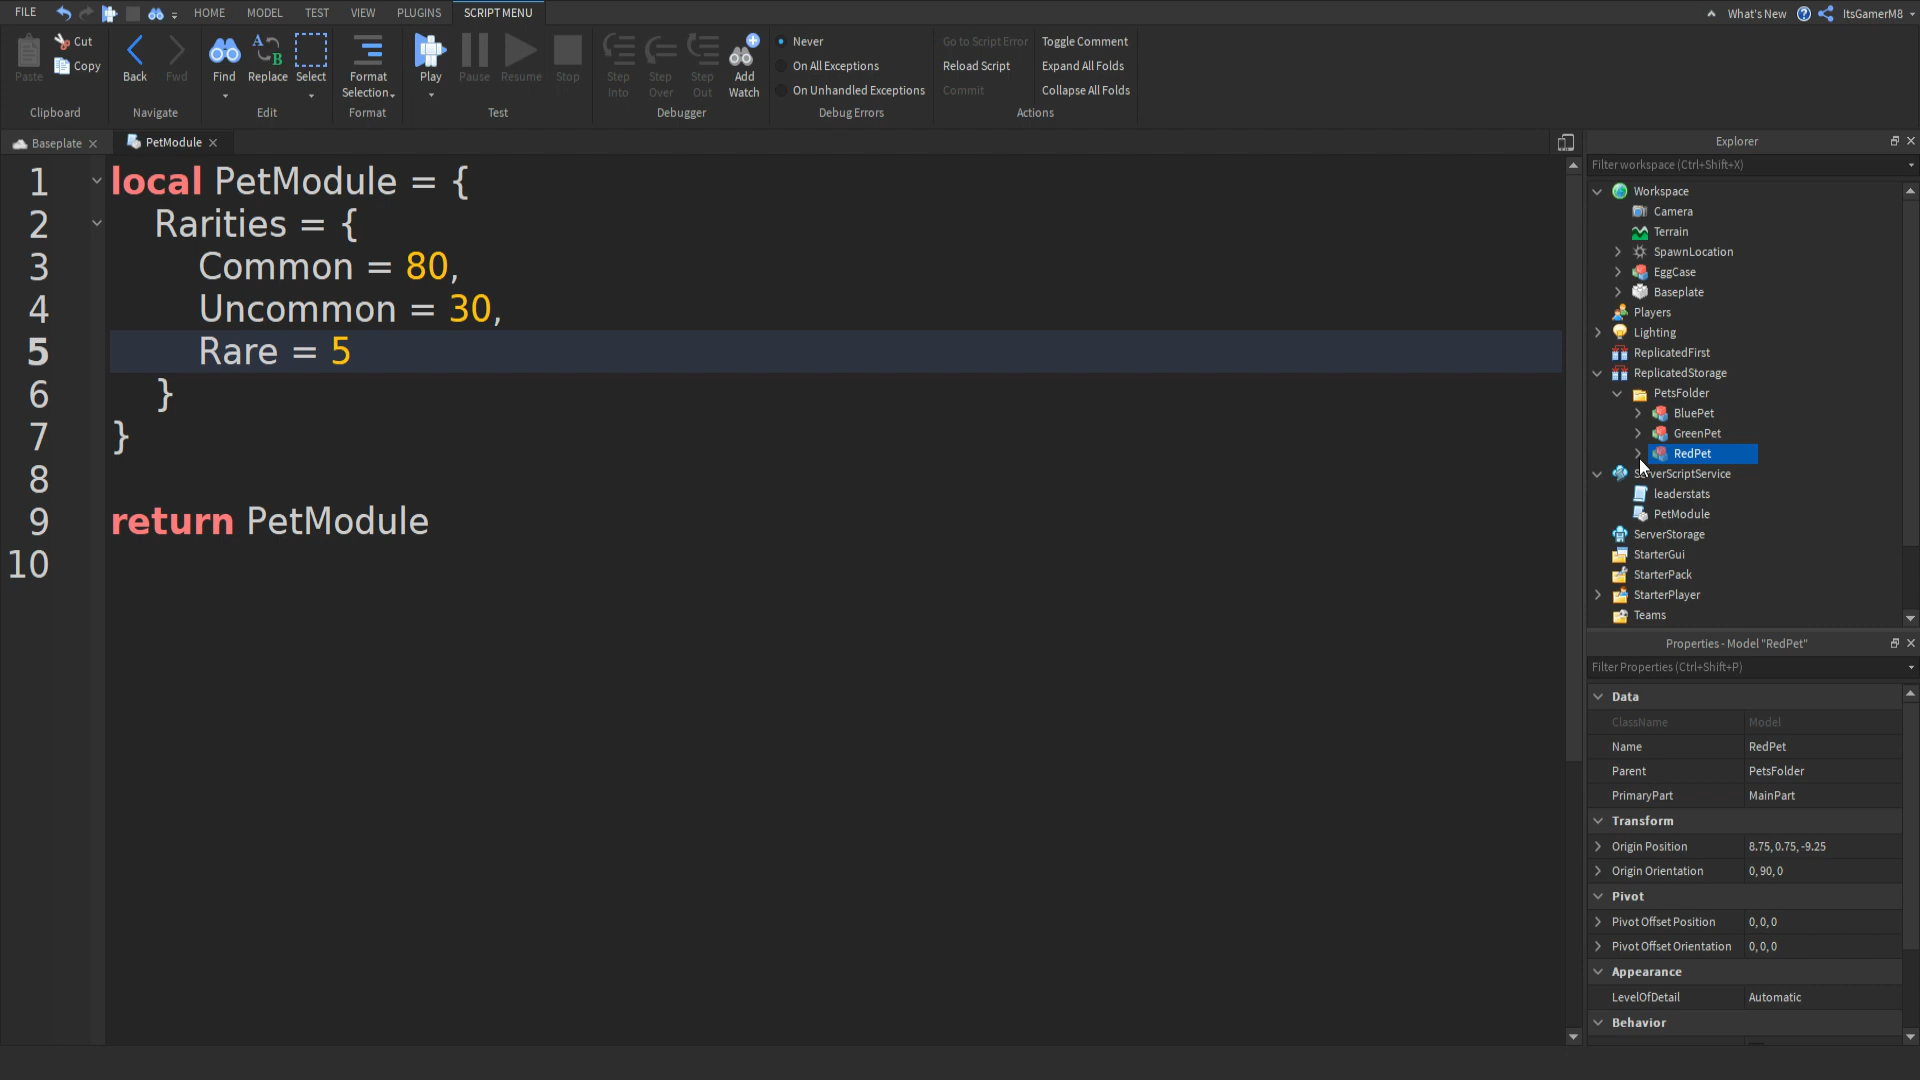 FILE HOME MODEL TEST VIEW PLUGINS SCRIPT MENU What's New ItsGamerM8
Paste Cut Copy Clipboard
Back Fwd Navigate
Find Replace Select Edit
Format Selection Format
Play Pause Resume Stop Test
Step Into Step Over Step Out Add Watch Debugger
Never
On All Exceptions
On Unhandled Exceptions
Debug Errors
Go to Script Error Toggle Comment
Reload Script Expand All Folds
Commit Collapse All Folds
Actions
Baseplate PetModule
1 local PetModule = {
2 Rarities = {
3 Common = 80,
4 Uncommon = 30,
5 Rare = 5
6 }
7 }
8
9 return PetModule
10
Explorer
Filter workspace (Ctrl+Shift+X)
Workspace
Camera
Terrain
SpawnLocation
EggCase
Baseplate
Players
Lighting
ReplicatedFirst
ReplicatedStorage
PetsFolder
BluePet
GreenPet
RedPet
ServerScriptService
leaderstats
PetModule
ServerStorage
StarterGui
StarterPack
StarterPlayer
Teams
Properties - Model "RedPet"
Filter Properties (Ctrl+Shift+P)
Data
ClassName Model
Name RedPet
Parent PetsFolder
PrimaryPart MainPart
Transform
Origin Position 8.75, 0.75, -9.25
Origin Orientation 0, 90, 0
Pivot
Pivot Offset Position 0, 0, 0
Pivot Offset Orientation 0, 0, 0
Appearance
LevelOfDetail Automatic
Behavior